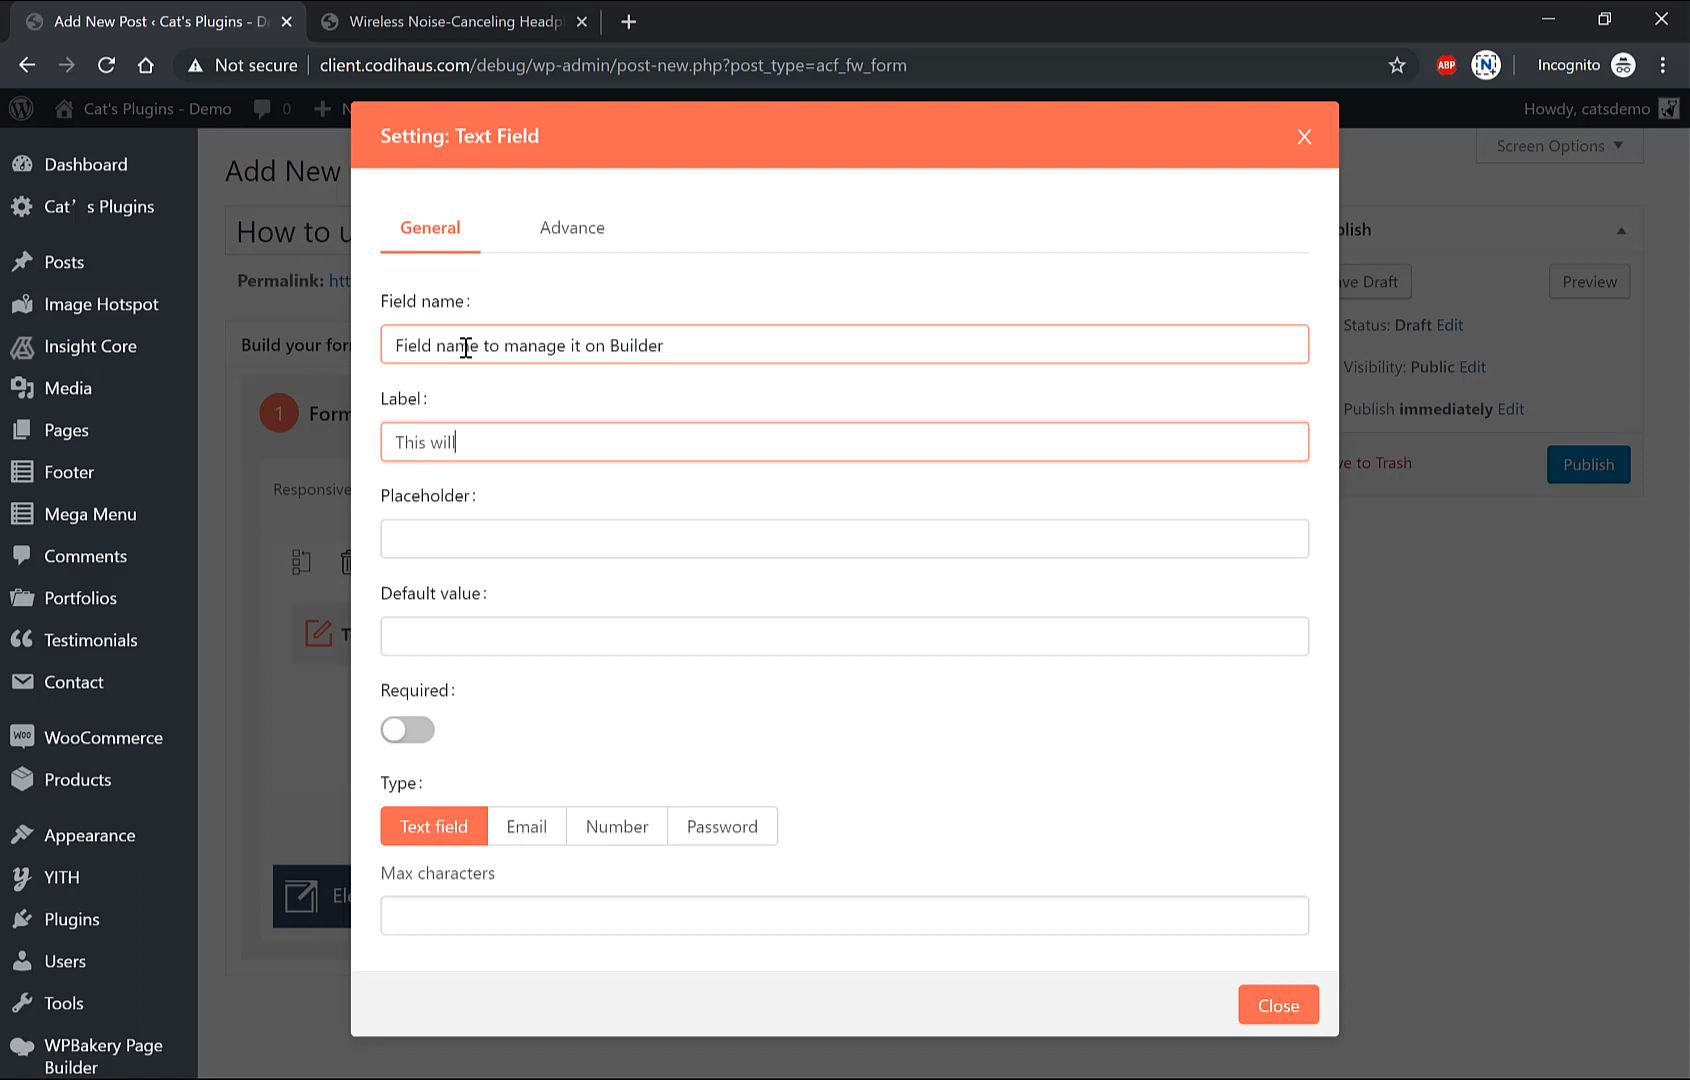 Add New Post ‹ Cat's Plugins - D
Wireless Noise-Canceling Headp
Not secure
client.codihaus.com/debug/wp-admin/post-new.php?post_type=acf_fw_form
ABP
N
Incognito
Cat's Plugins - Demo
0
N
Howdy, catsdemo
Screen Options
Dashboard
Cat's Plugins
Posts
Image Hotspot
Insight Core
Media
Pages
Footer
Mega Menu
Comments
Portfolios
Testimonials
Contact
WOO
WooCommerce
Products
Appearance
YITH
Plugins
Users
Tools
WPBakery Page
Builder
Add New
How to u
Permalink: htt
Build your for
1
Form
Responsive
T
Ele
Setting: Text Field
General
Advance
Field name:
Field name to manage it on Builder
Label:
This will
Placeholder:
Default value:
Required:
Type:
Text field
Email
Number
Password
Max characters
Close
blish
ve Draft
Preview
Status: Draft Edit
Visibility: Public Edit
Publish immediately Edit
ve to Trash
Publish